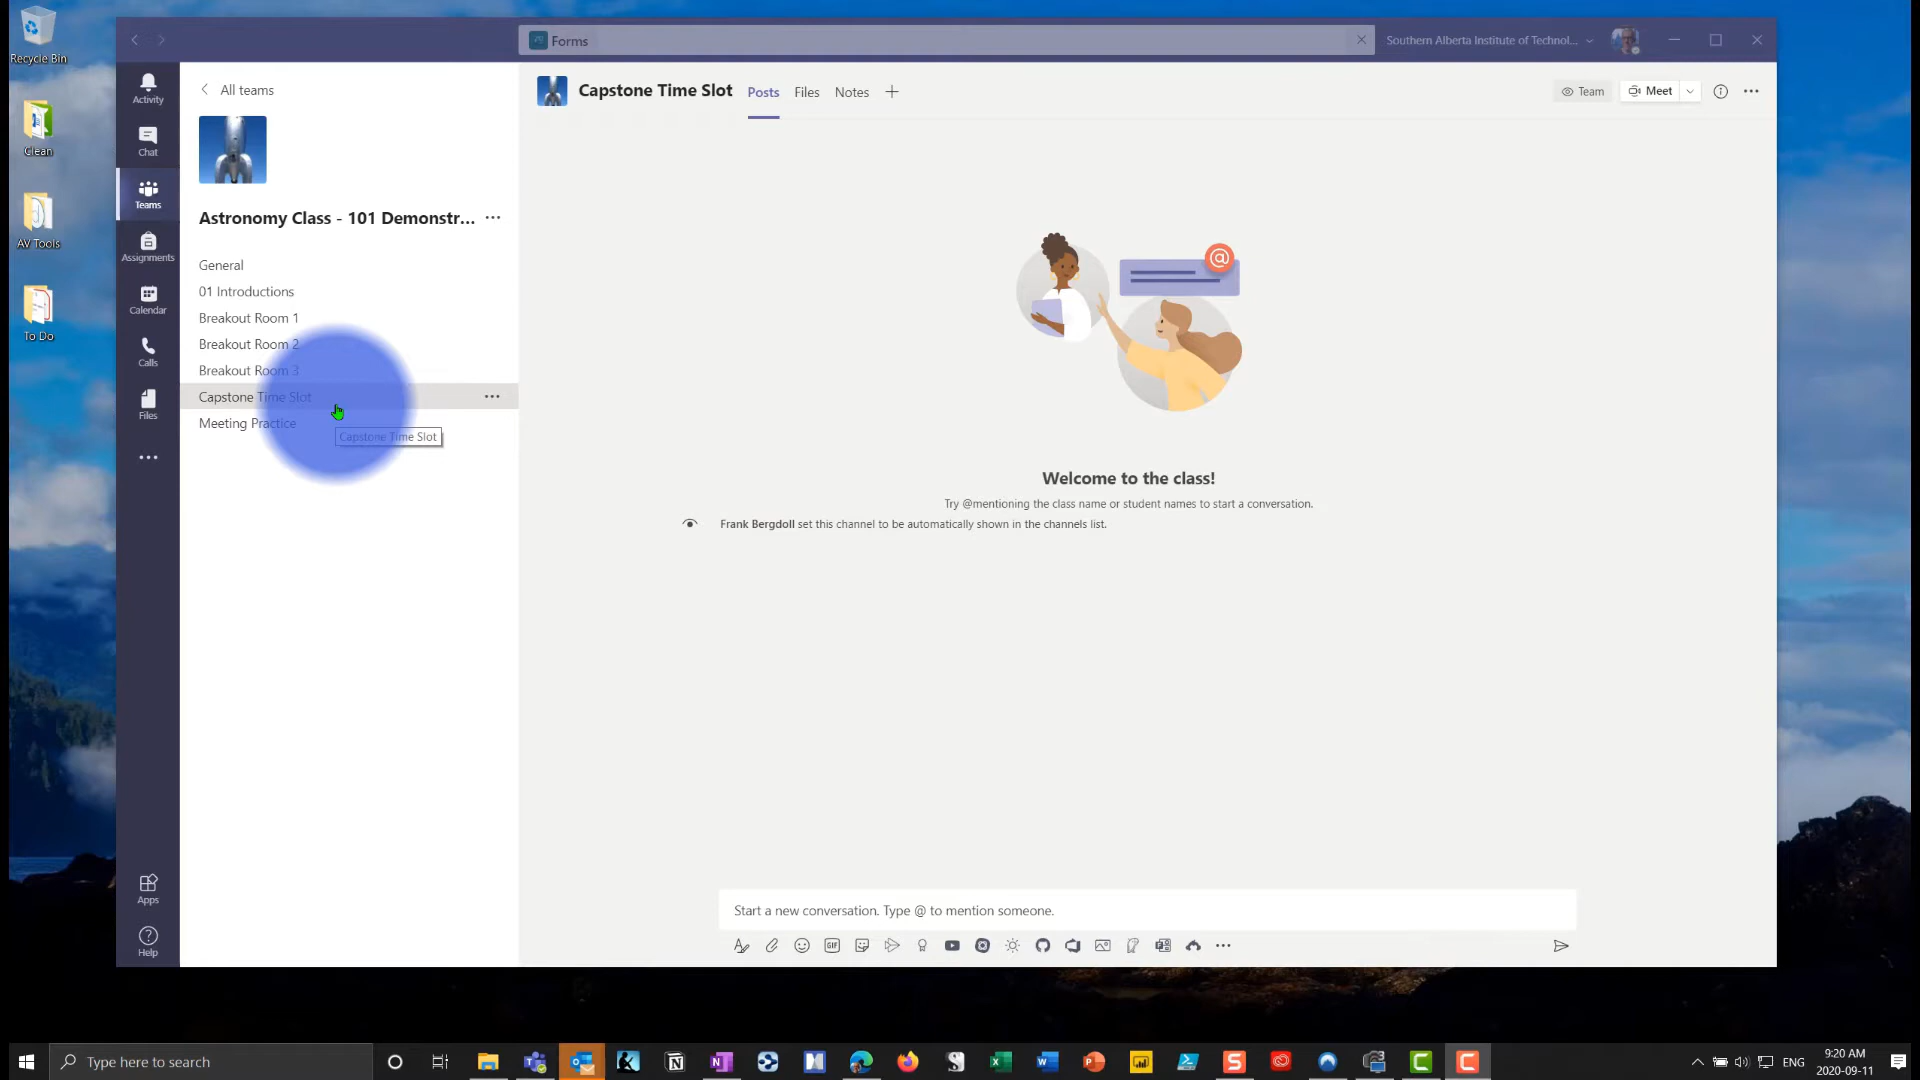 Recycle Bin
Clean
AV Tools
To Do
Forms
Southern Alberta Institute of Technol...
Activity
Chat
Teams
Assignments
Calendar
Calls
Files
Apps
Help
All teams
Astronomy Class - 101 Demonstr...
General
01 Introductions
Breakout Room 1
Breakout Room 2
Breakout Room 3
Capstone Time Slot
Meeting Practice
Capstone Time Slot
Capstone Time Slot
Posts
Files
Notes
Team
Meet
@
Welcome to the class!
Try @mentioning the class name or student names to start a conversation.
Frank Bergdoll set this channel to be automatically shown in the channels list.
Start a new conversation. Type @ to mention someone.
GIF
Type here to search
ENG
9:20 AM
2020-09-11